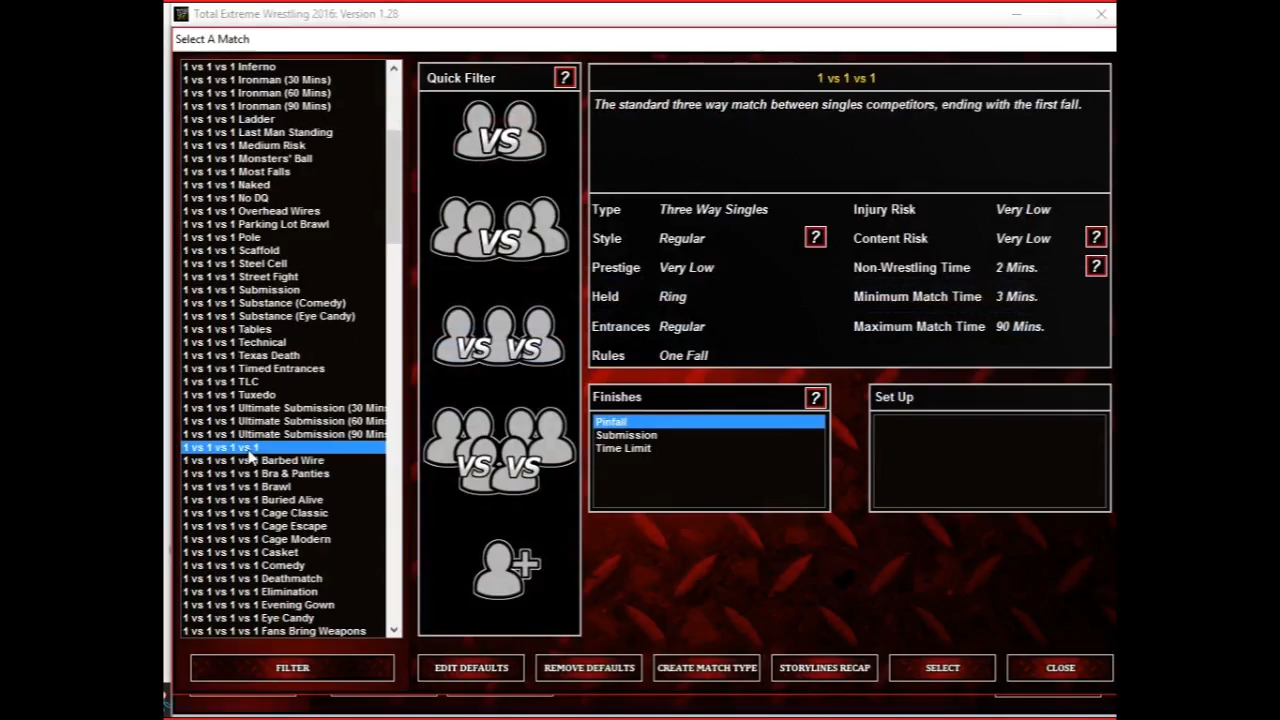 Total Extreme Wrestling 2016: Version 1.28
Select A Match
1 vs 1 vs 1 Inferno
1 vs 1 vs 1 Ironman (30 Mins)
1 vs 1 vs 1 Ironman (60 Mins)
1 vs 1 vs 1 Ironman (90 Mins)
1 vs 1 vs 1 Ladder
1 vs 1 vs 1 Last Man Standing
1 vs 1 vs 1 Medium Risk
1 vs 1 vs 1 Monsters' Ball
1 vs 1 vs 1 Most Falls
1 vs 1 vs 1 Naked
1 vs 1 vs 1 No DQ
1 vs 1 vs 1 Overhead Wires
1 vs 1 vs 1 Parking Lot Brawl
1 vs 1 vs 1 Pole
1 vs 1 vs 1 Scaffold
1 vs 1 vs 1 Steel Cell
1 vs 1 vs 1 Street Fight
1 vs 1 vs 1 Submission
1 vs 1 vs 1 Substance (Comedy)
1 vs 1 vs 1 Substance (Eye Candy)
1 vs 1 vs 1 Tables
1 vs 1 vs 1 Technical
1 vs 1 vs 1 Texas Death
1 vs 1 vs 1 Timed Entrances
1 vs 1 vs 1 TLC
1 vs 1 vs 1 Tuxedo
1 vs 1 vs 1 Ultimate Submission (30 Min
1 vs 1 vs 1 Ultimate Submission (60 Min
1 vs 1 vs 1 Ultimate Submission (90 Min
1 vs 1 vs 1 vs 1
1 vs 1 vs 1 vs 1 Barbed Wire
1 vs 1 vs 1 vs 1 Bra & Panties
1 vs 1 vs 1 vs 1 Brawl
1 vs 1 vs 1 vs 1 Buried Alive
1 vs 1 vs 1 vs 1 Cage Classic
1 vs 1 vs 1 vs 1 Cage Escape
1 vs 1 vs 1 vs 1 Cage Modern
1 vs 1 vs 1 vs 1 Casket
1 vs 1 vs 1 vs 1 Comedy
1 vs 1 vs 1 vs 1 Deathmatch
1 vs 1 vs 1 vs 1 Elimination
1 vs 1 vs 1 vs 1 Evening Gown
1 vs 1 vs 1 vs 1 Eye Candy
1 vs 1 vs 1 vs 1 Fans Bring Weapons
FILTER
Quick Filter ?
VS
VS
VS VS
VS VS
1 vs 1 vs 1
The standard three way match between singles competitors, ending with the first fall.
Type Three Way Singles Injury Risk Very Low
Style Regular ? Content Risk Very Low ?
Prestige Very Low Non-Wrestling Time 2 Mins. ?
Held Ring Minimum Match Time 3 Mins.
Entrances Regular Maximum Match Time 90 Mins.
Rules One Fall
Finishes ?
Pinfall
Submission
Time Limit
Set Up
EDIT DEFAULTS REMOVE DEFAULTS CREATE MATCH TYPE STORYLINES RECAP SELECT CLOSE